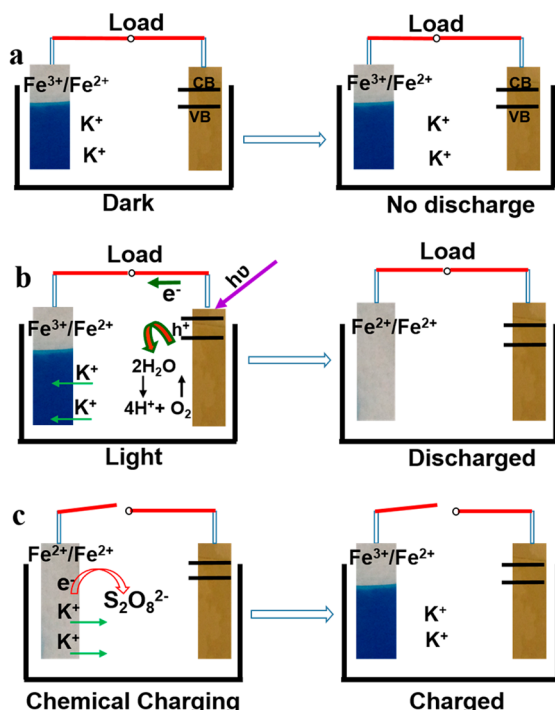 Load
Load
a
Fe³⁺/Fe²⁺
CB
VB
K⁺
K⁺
Fe³⁺/Fe²⁺
CB
VB
K⁺
K⁺
Dark
No discharge
Load
Load
b
e⁻
hυ
Fe³⁺/Fe²⁺
h⁺
Fe²⁺/Fe²⁺
K⁺
2H₂O
K⁺
4H⁺+ O₂
Light
Discharged
c
Fe²⁺/Fe²⁺
Fe³⁺/Fe²⁺
e⁻
S₂O₈²⁻
K⁺
K⁺
K⁺
K⁺
Chemical Charging
Charged